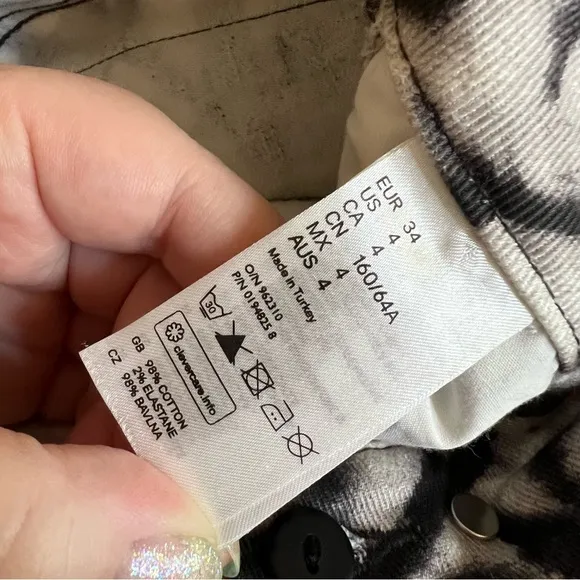 EUR 34
US 4
CA 4
CN 160/64A
MX 4
AUS 4
Made in Turkey
O/N 962310
P/N 0194825 8
30
clevercare.info
GB 98% COTTON
2% ELASTANE
CZ 98% BAVLNA